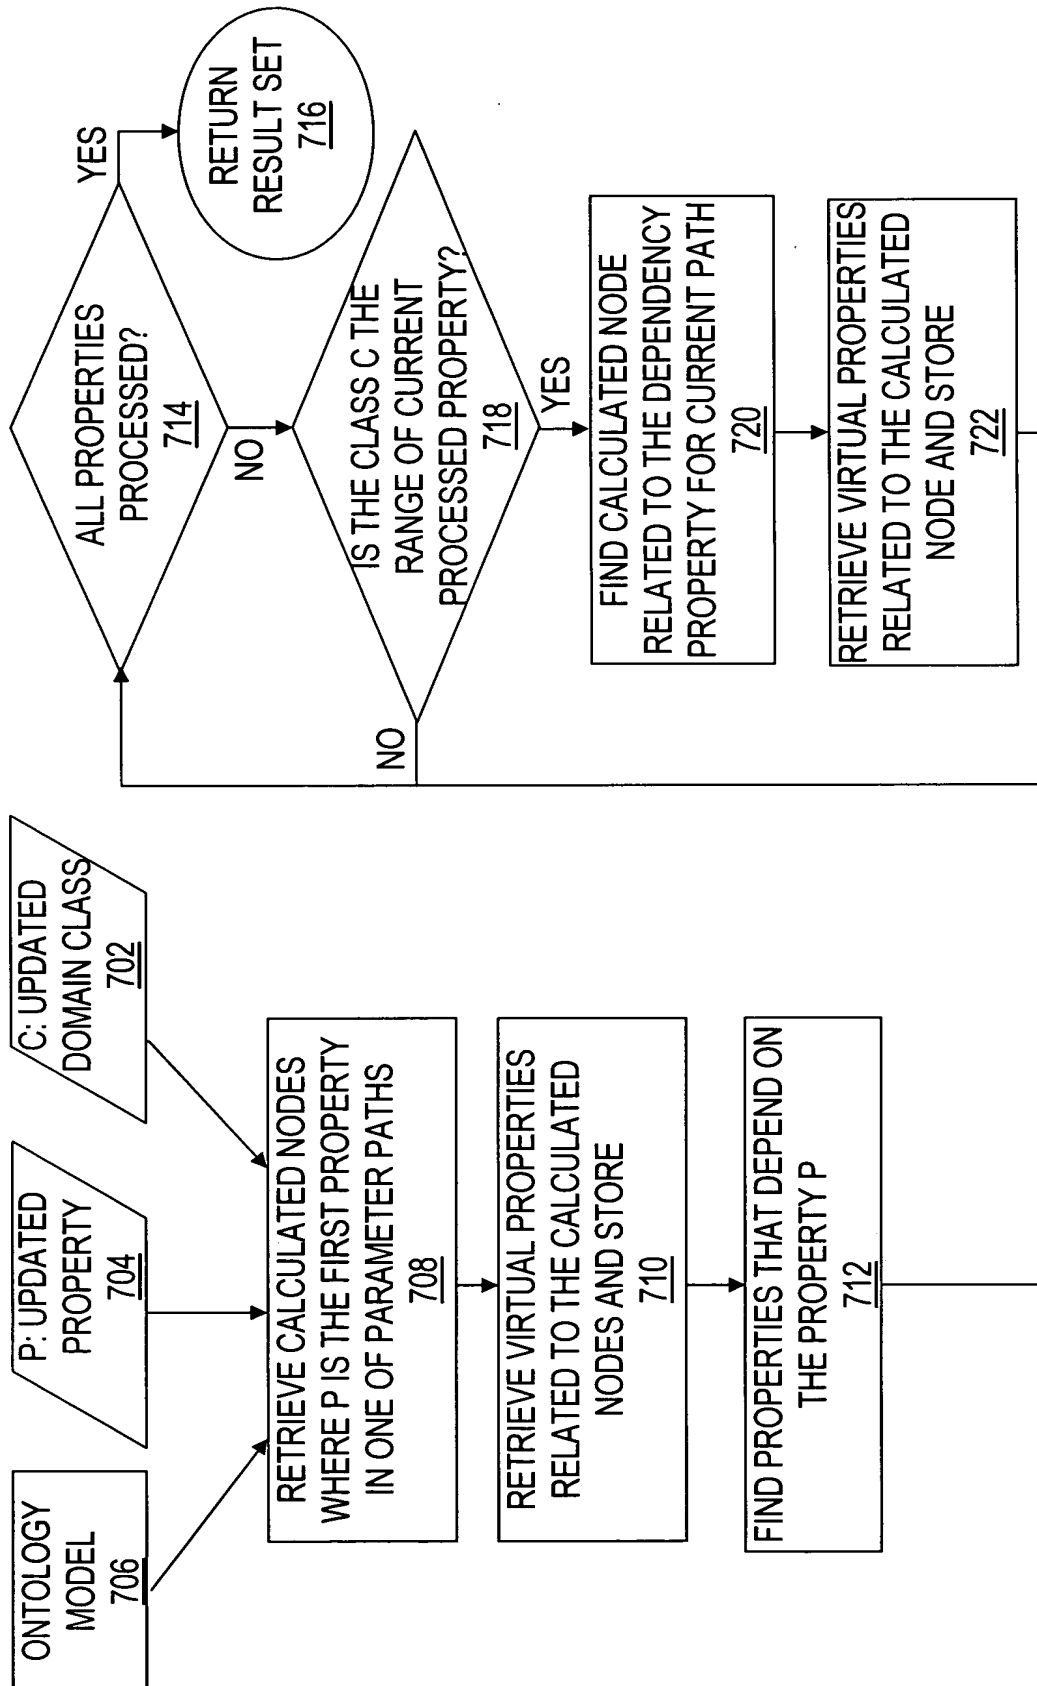 ONTOLOGY
MODEL
706
P: UPDATED
PROPERTY
704
C: UPDATED
DOMAIN CLASS
702
RETRIEVE CALCULATED NODES
WHERE P IS THE FIRST PROPERTY
IN ONE OF PARAMETER PATHS
708
RETRIEVE VIRTUAL PROPERTIES
RELATED TO THE CALCULATED
NODES AND STORE
710
FIND PROPERTIES THAT DEPEND ON
THE PROPERTY P
712
ALL PROPERTIES
PROCESSED?
714
YES
RETURN
RESULT SET
716
NO
IS THE CLASS C THE
RANGE OF CURRENT
PROCESSED PROPERTY?
718
NO
YES
FIND CALCULATED NODE
RELATED TO THE DEPENDENCY
PROPERTY FOR CURRENT PATH
720
RETRIEVE VIRTUAL PROPERTIES
RELATED TO THE CALCULATED
NODE AND STORE
722